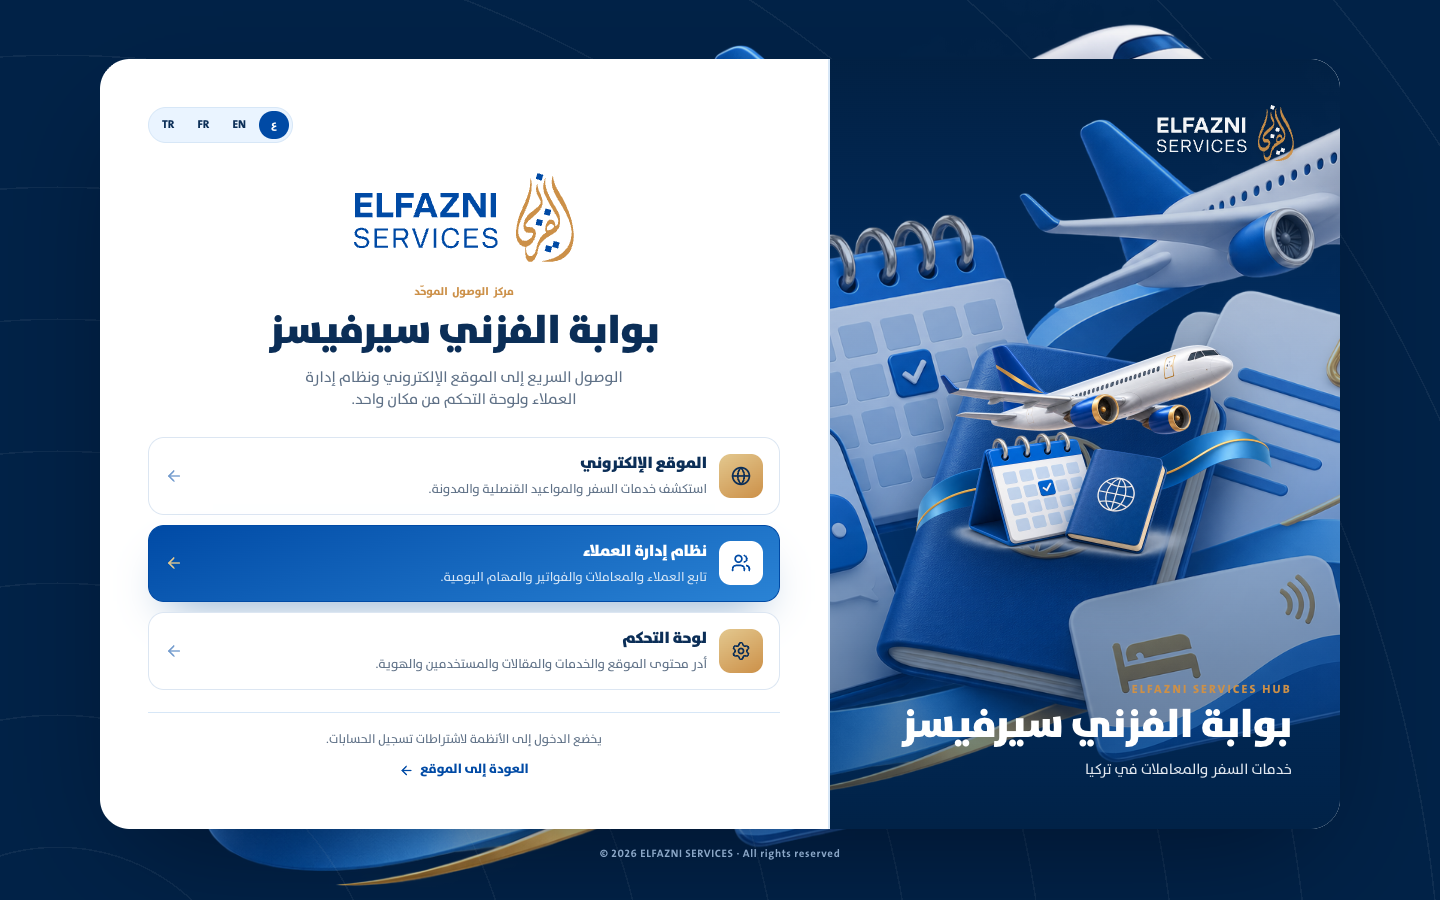 ELFAZNI
SERVICES
ELFAZNI SERVICES HUB
بوابة الفزني سيرفيسز
خدمات السفر والمعاملات في تركيا
ع
EN
FR
TR
الفزني
ELFAZNI
SERVICES
مركز الوصول الموحّد
بوابة الفزني سيرفيسز
الوصول السريع إلى الموقع الإلكتروني ونظام إدارة
العملاء ولوحة التحكم من مكان واحد.
الموقع الإلكتروني
استكشف خدمات السفر والمواعيد القنصلية والمدونة.
نظام إدارة العملاء
تابع العملاء والمعاملات والفواتير والمهام اليومية.
لوحة التحكم
أدر محتوى الموقع والخدمات والمقالات والمستخدمين والهوية.
يخضع الدخول إلى الأنظمة لاشتراطات تسجيل الحسابات.
العودة إلى الموقع
© 2026 ELFAZNI SERVICES · All rights reserved